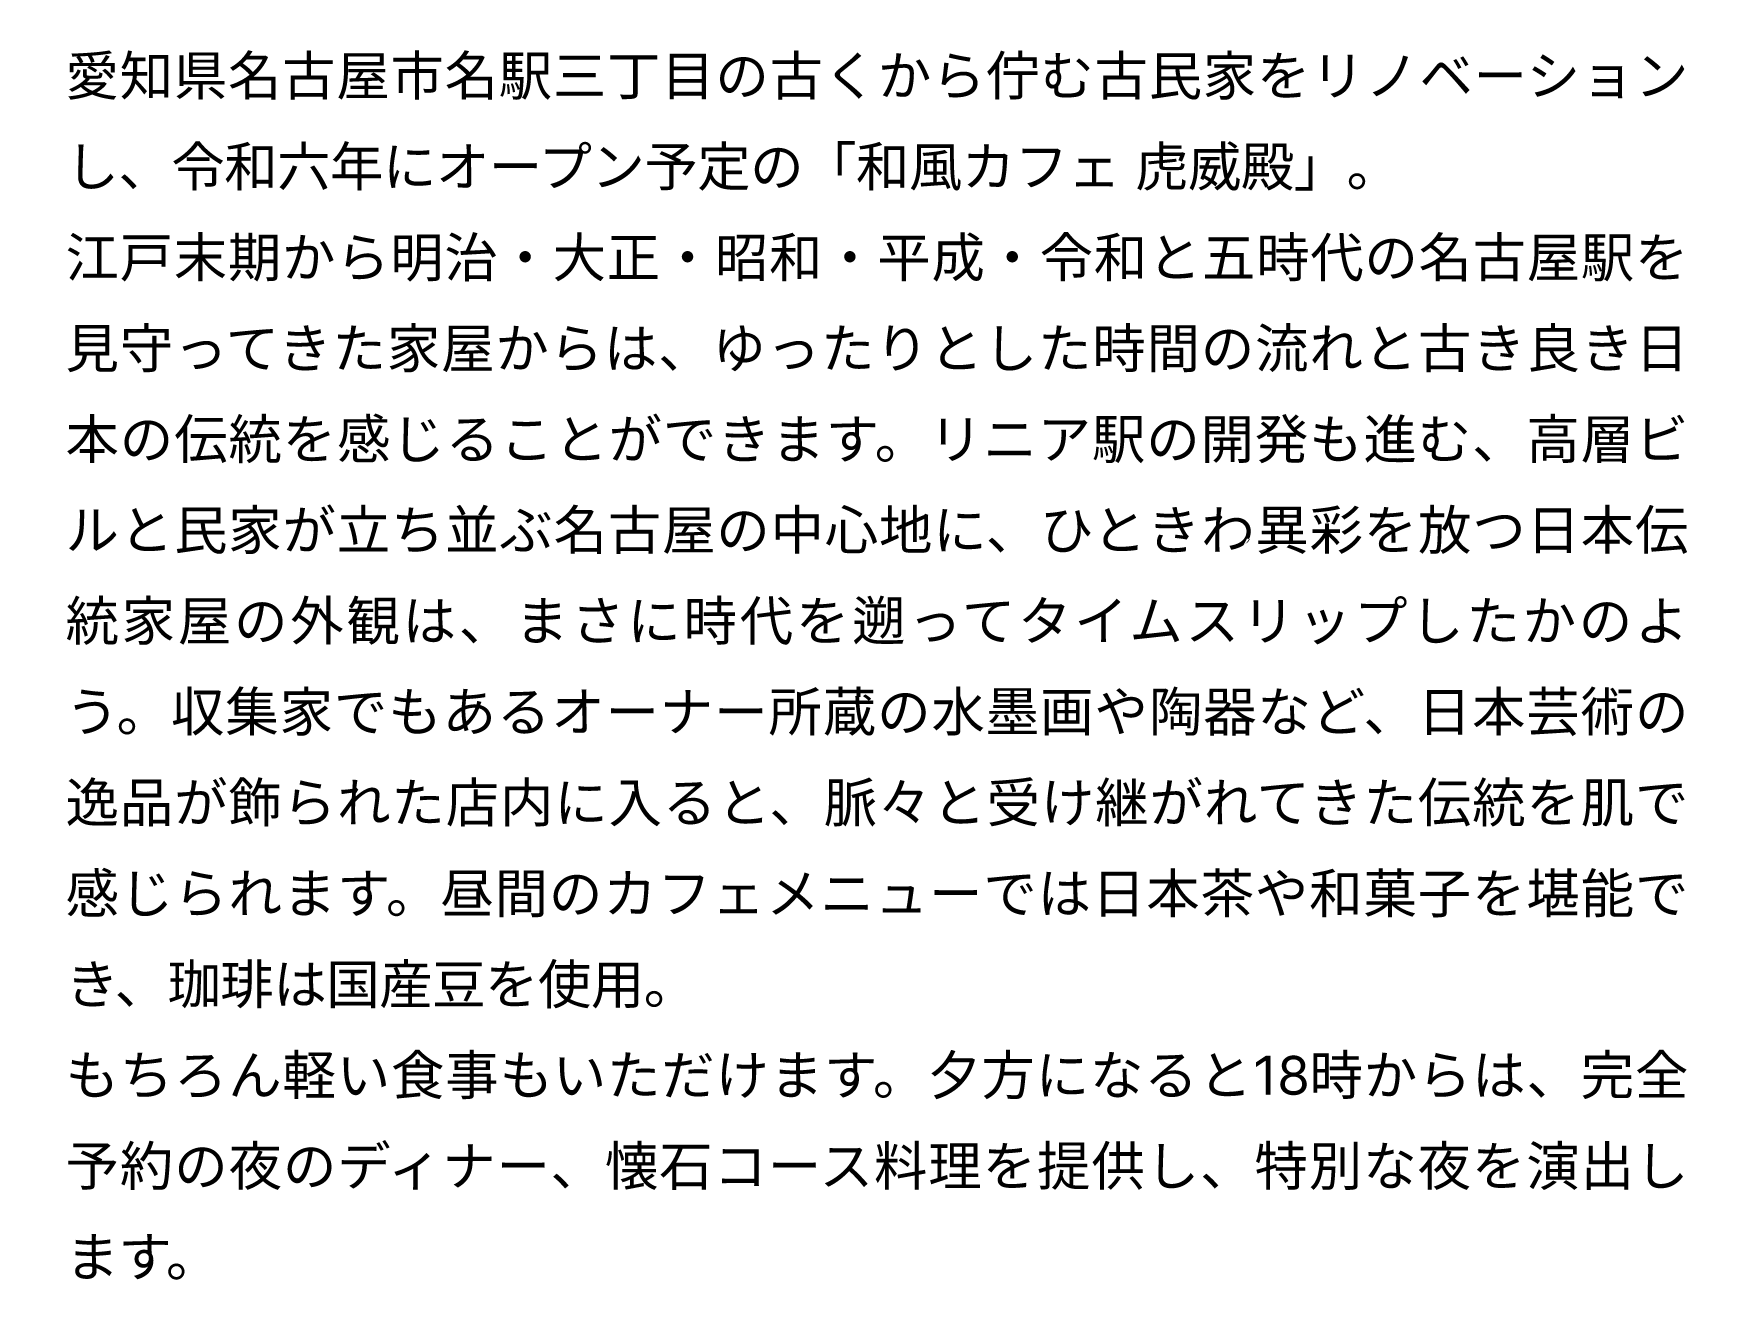 愛知県名古屋市名駅三丁目の古くから佇む古民家をリノベーション
し、令和六年にオープン予定の「和風カフェ 虎威殿」。
江戸末期から明治・大正・昭和・平成・令和と五時代の名古屋駅を
見守ってきた家屋からは、ゆったりとした時間の流れと古き良き日
本の伝統を感じることができます。リニア駅の開発も進む、高層ビ
ルと民家が立ち並ぶ名古屋の中心地に、ひときわ異彩を放つ日本伝
統家屋の外観は、まさに時代を遡ってタイムスリップしたかのよ
う。収集家でもあるオーナー所蔵の水墨画や陶器など、日本芸術の
逸品が飾られた店内に入ると、脈々と受け継がれてきた伝統を肌で
感じられます。昼間のカフェメニューでは日本茶や和菓子を堪能で
き、珈琲は国産豆を使用。
もちろん軽い食事もいただけます。夕方になると18時からは、完全
予約の夜のディナー、懐石コース料理を提供し、特別な夜を演出し
ます。